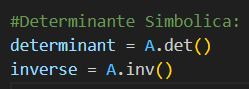 #Determinante Simbolica:
determinant = A.det()
inverse = A.inv()